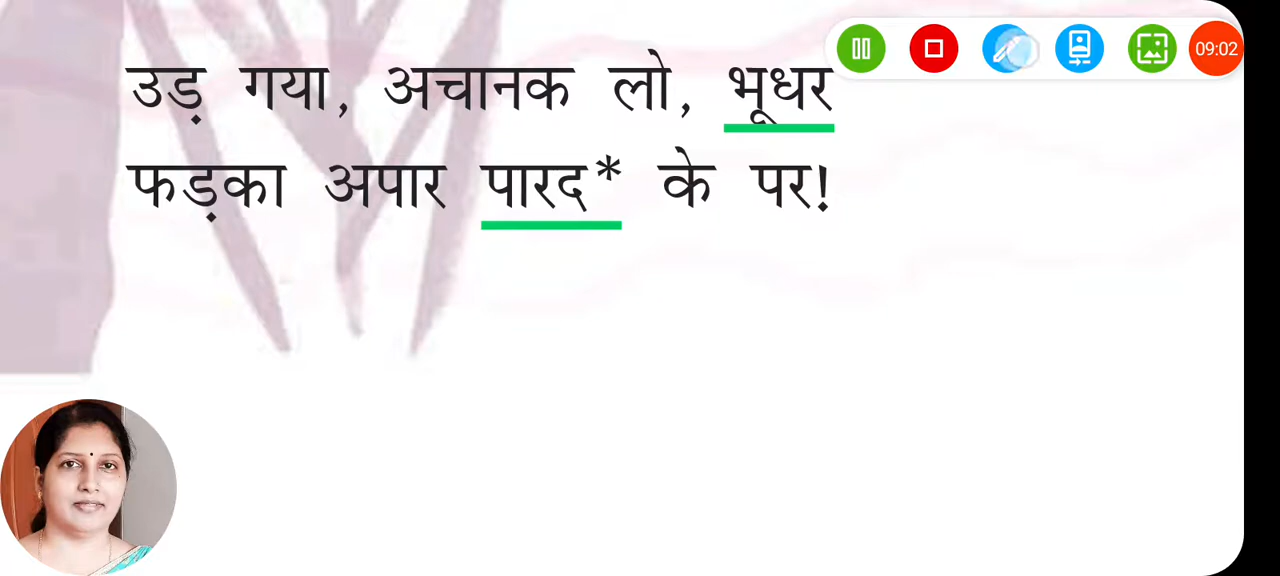 उड़ गया, अचानक लो, भूधर
09:02
फड़का अपार पारद* के पर!